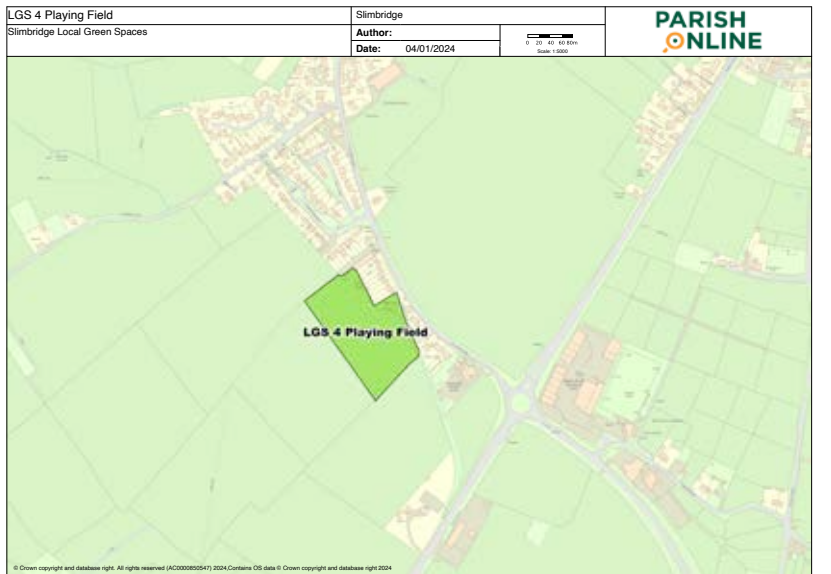 LGS 4 Playing Field
Slimbridge Local Green Spaces
Slimbridge
Author:
Date: 04/01/2024
0 20 40 60 80m
Scale: 1:5000
PARISH
ONLINE
LGS 4 Playing Field
© Crown copyright and database right. All rights reserved (AC0000850547) 2024,Contains OS data © Crown copyright and database right 2024